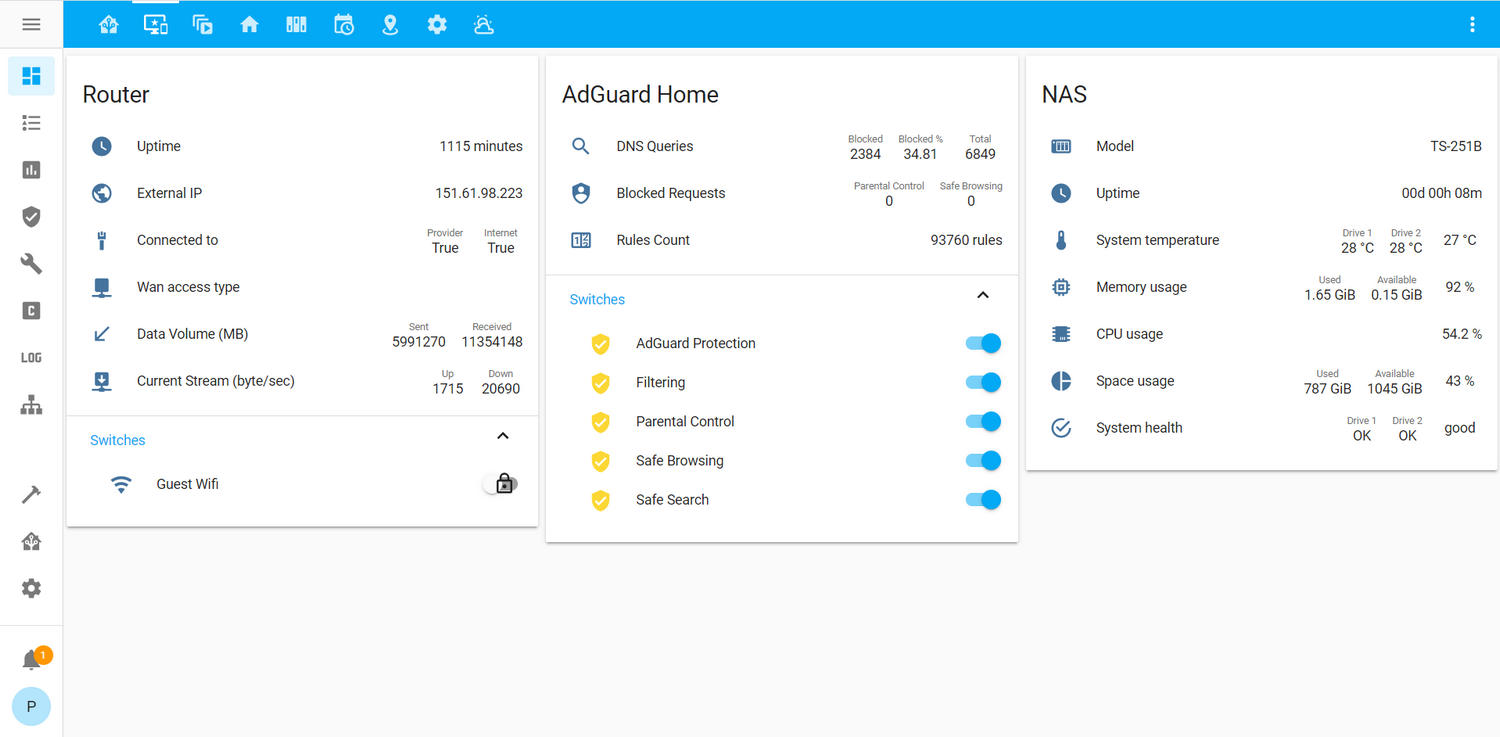 Router
Uptime 1115 minutes
External IP 151.61.98.223
Provider Internet
Connected to True True
Wan access type
Sent Received
Data Volume (MB) 5991270 11354148
Up Down
Current Stream (byte/sec) 1715 20690
Switches
Guest Wifi
AdGuard Home
Blocked Blocked % Total
DNS Queries 2384 34.81 6849
Parental Control Safe Browsing
Blocked Requests 0 0
Rules Count 93760 rules
Switches
AdGuard Protection
Filtering
Parental Control
Safe Browsing
Safe Search
NAS
Model TS-251B
Uptime 00d 00h 08m
Drive 1 Drive 2
System temperature 28 °C 28 °C 27 °C
Used Available
Memory usage 1.65 GiB 0.15 GiB 92 %
CPU usage 54.2 %
Used Available
Space usage 787 GiB 1045 GiB 43 %
Drive 1 Drive 2
System health OK OK good
C
LOG
1
P